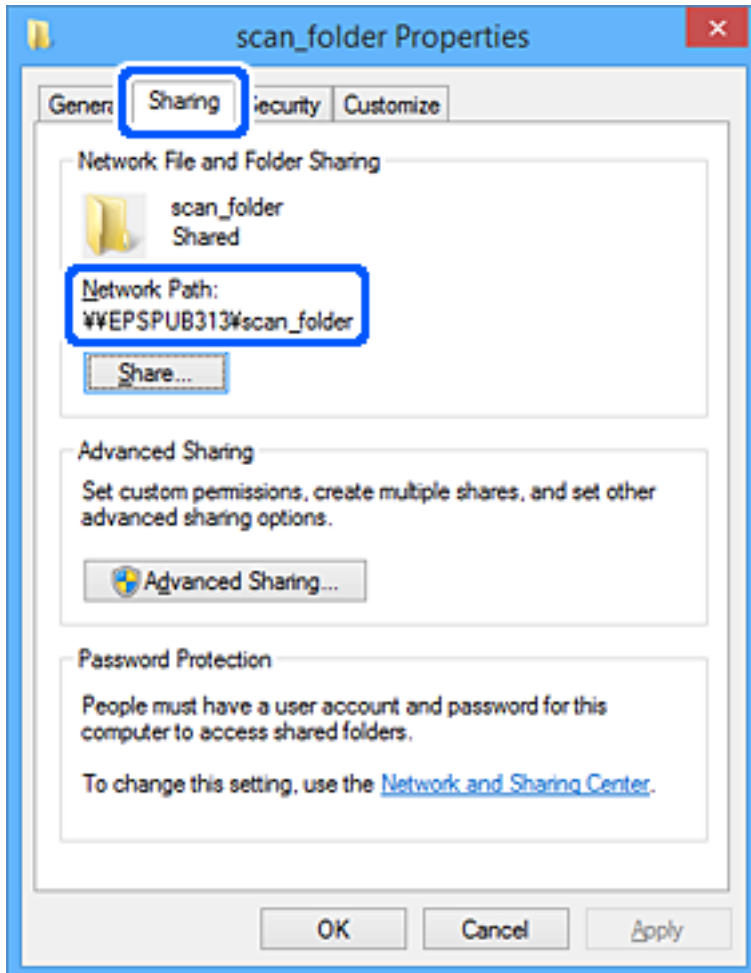 scan_folder Properties
General Sharing Security Customize
Network File and Folder Sharing
scan_folder
Shared
Network Path:
¥¥EPSPUB313¥scan_folder
Share...
Advanced Sharing
Set custom permissions, create multiple shares, and set other
advanced sharing options.
Advanced Sharing...
Password Protection
People must have a user account and password for this
computer to access shared folders.
To change this setting, use the Network and Sharing Center.
OK Cancel Apply